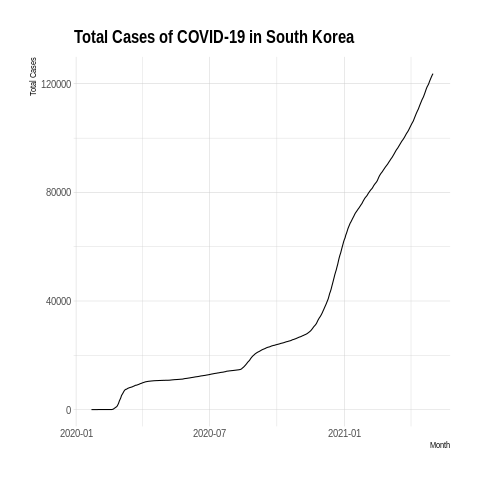 Total Cases of COVID-19 in South Korea
Total Cases
120000
80000
40000
0
2020-01
2020-07
2021-01
Month